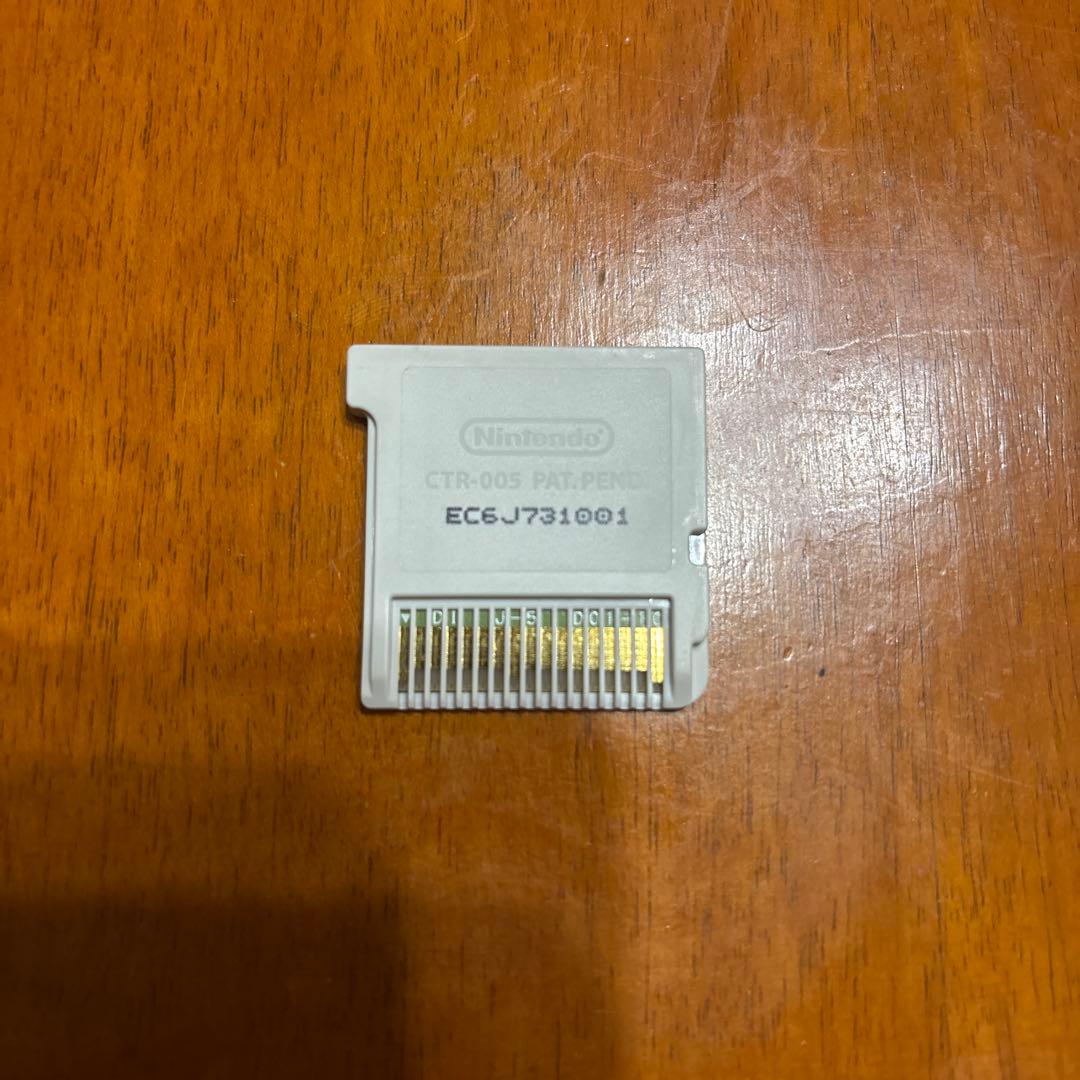 Nintendo
CTR-005 PAT. PEND.
EC6J731001